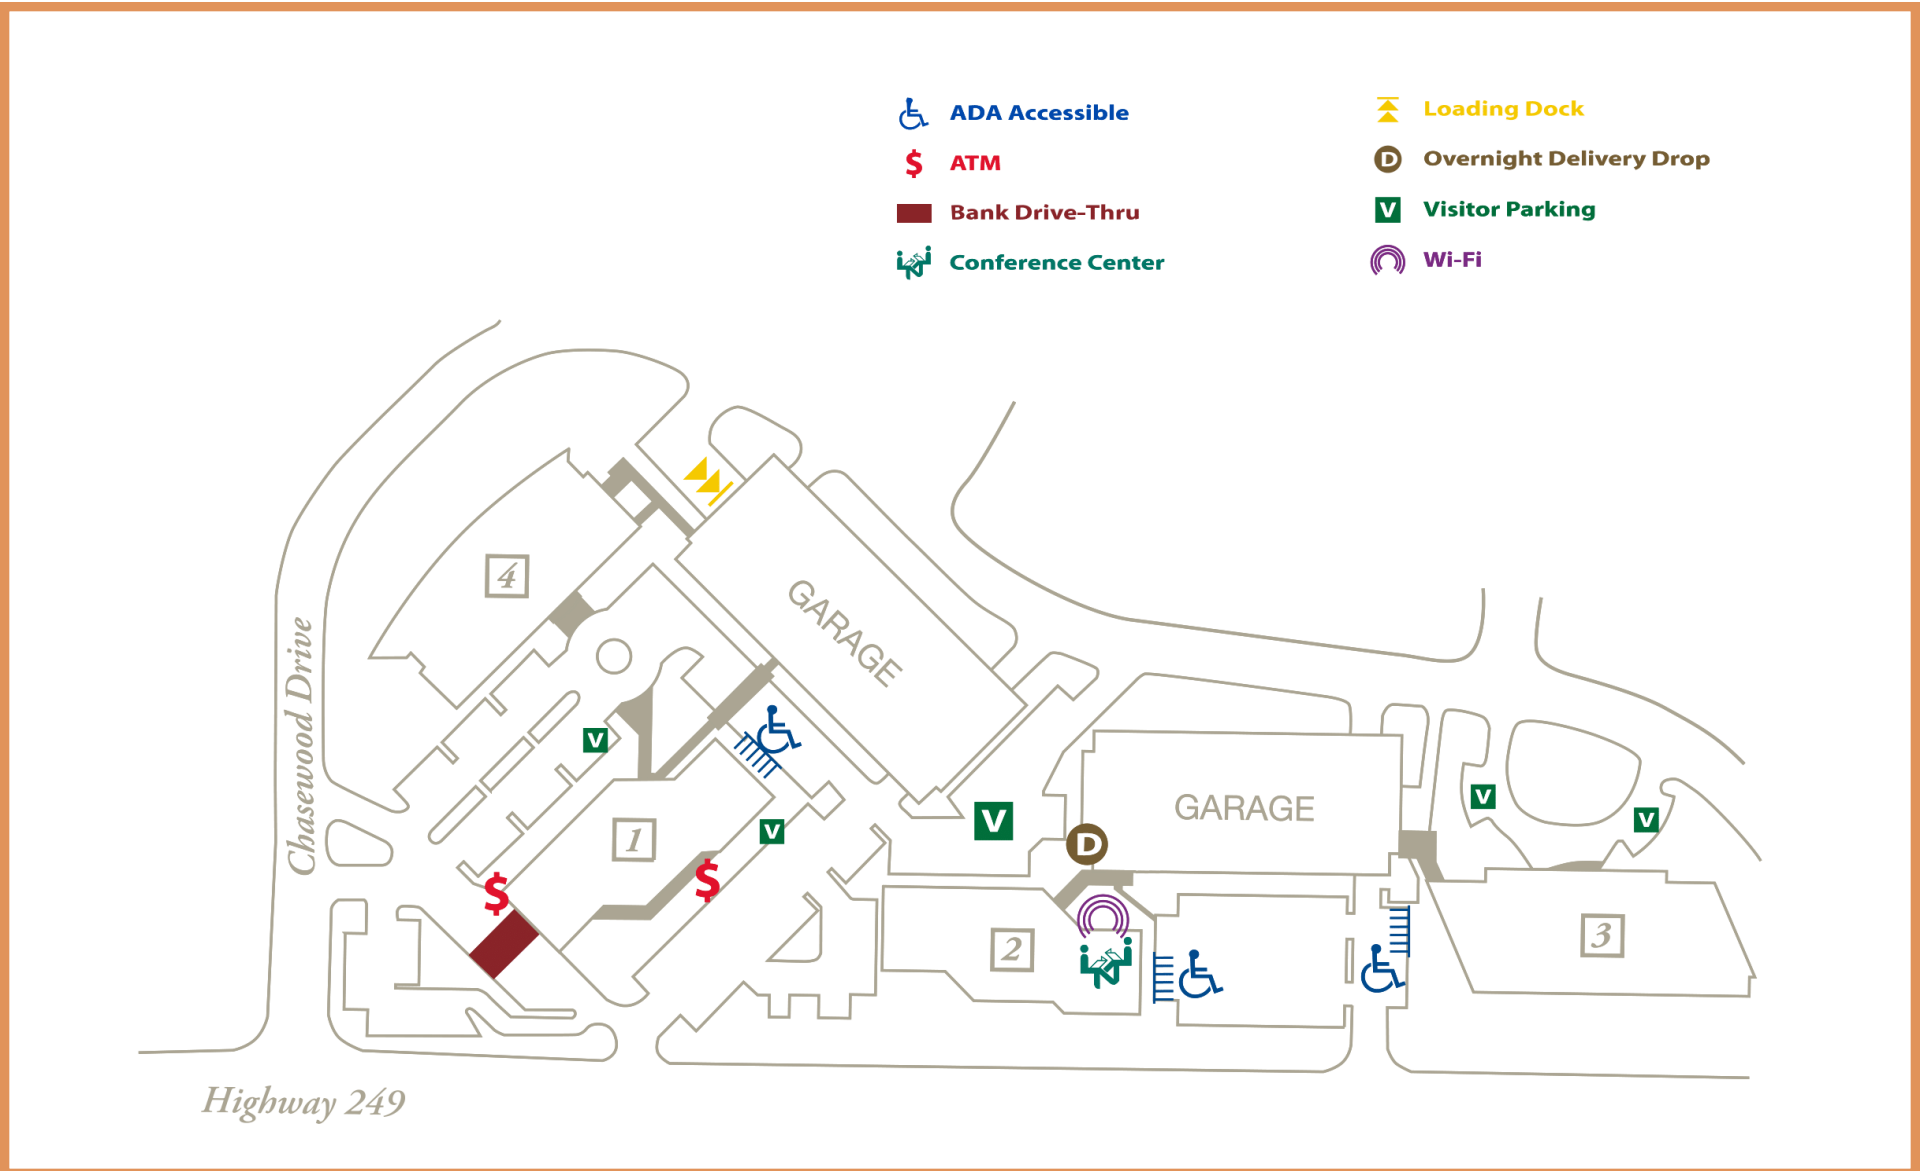 ADA Accessible
$ ATM
Bank Drive-Thru
Conference Center
Loading Dock
D Overnight Delivery Drop
V Visitor Parking
Wi-Fi
4
GARAGE
Chasewood Drive
V
1
V
$
$
V
D
GARAGE
V
V
2
3
Highway 249